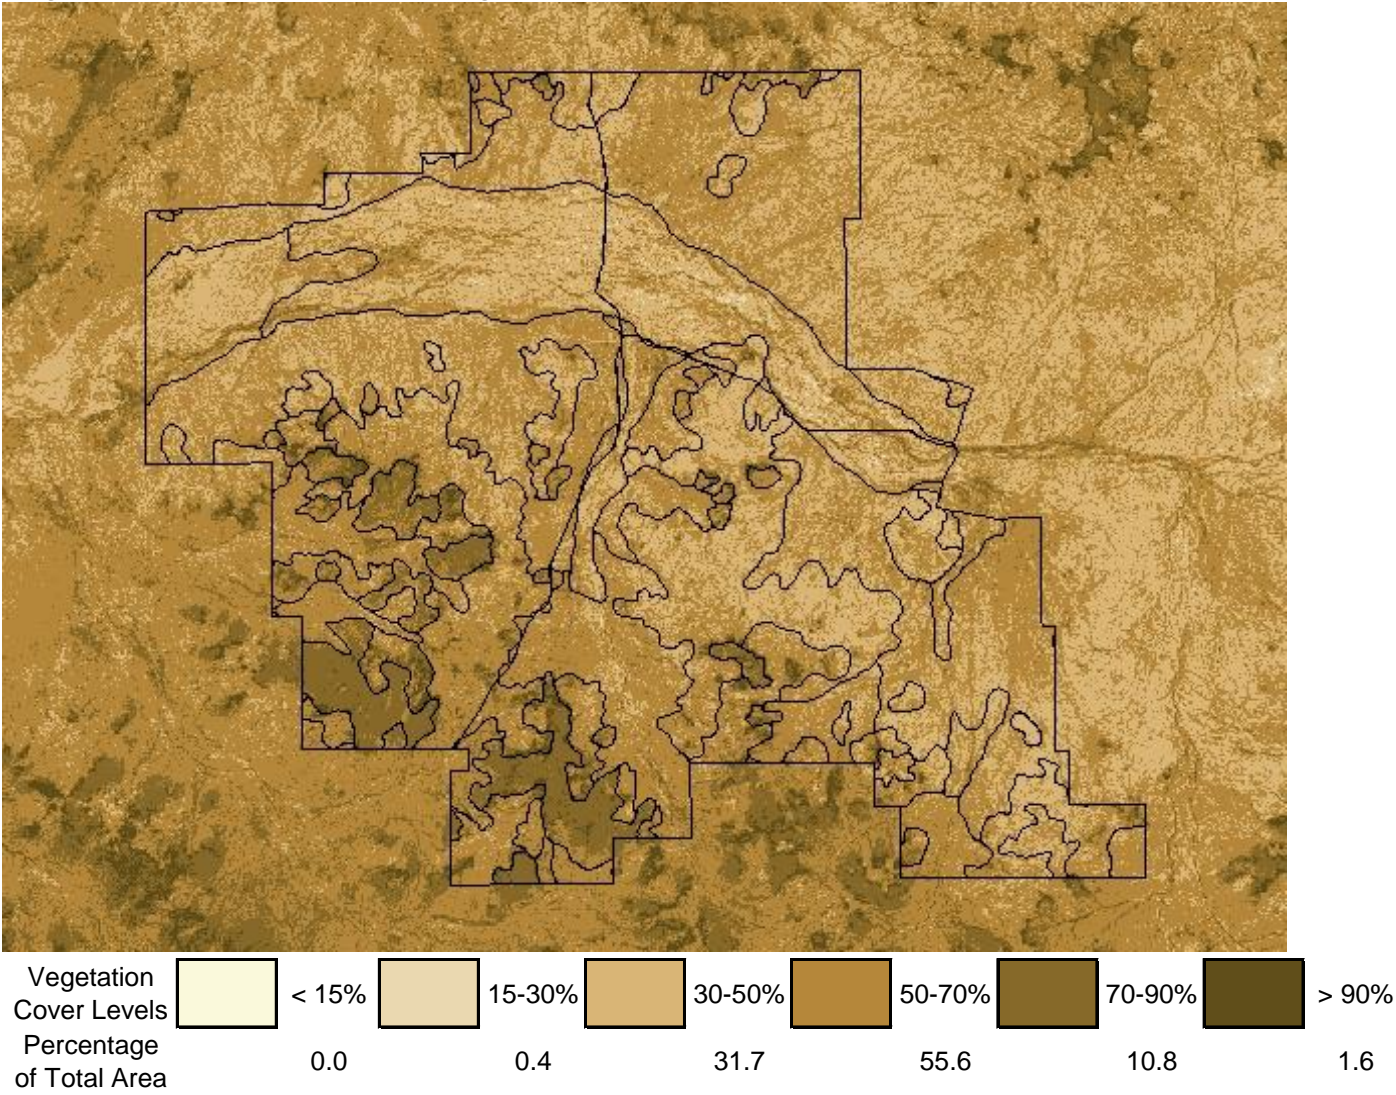 Vegetation
Cover Levels
< 15% 15-30% 30-50% 50-70% 70-90% > 90%
Percentage
of Total Area
0.0 0.4 31.7 55.6 10.8 1.6